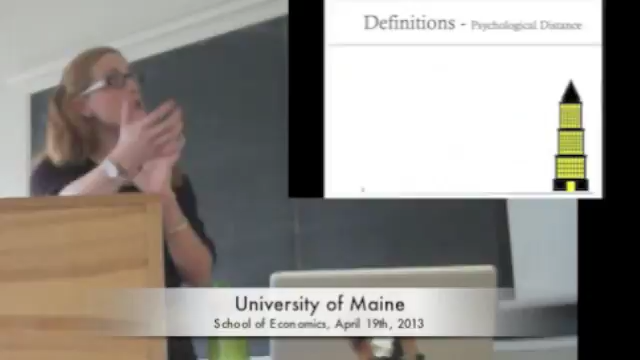 Definitions - Psychological Distance
University of Maine
School of Economics, April 19th, 2013